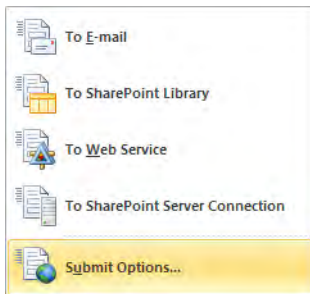 To E-mail
To SharePoint Library
To Web Service
To SharePoint Server Connection
Submit Options...